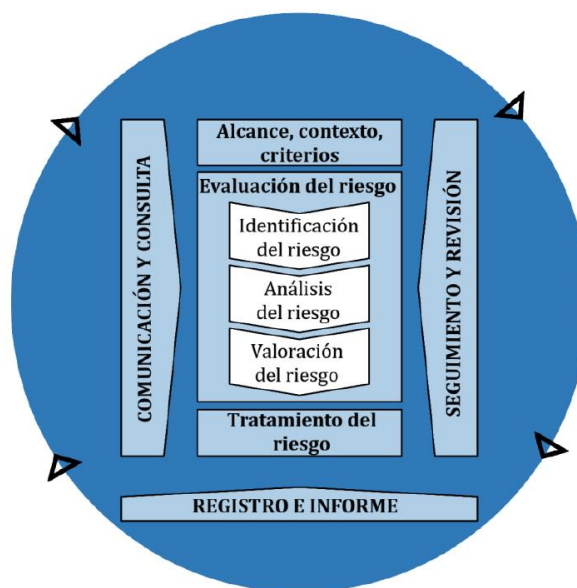 Alcance, contexto,
criterios
Evaluación del riesgo
Identificación
del riesgo
Análisis
del riesgo
Valoración
del riesgo
Tratamiento del
riesgo
COMUNICACIÓN Y CONSULTA
SEGUIMIENTO Y REVISIÓN
REGISTRO E INFORME